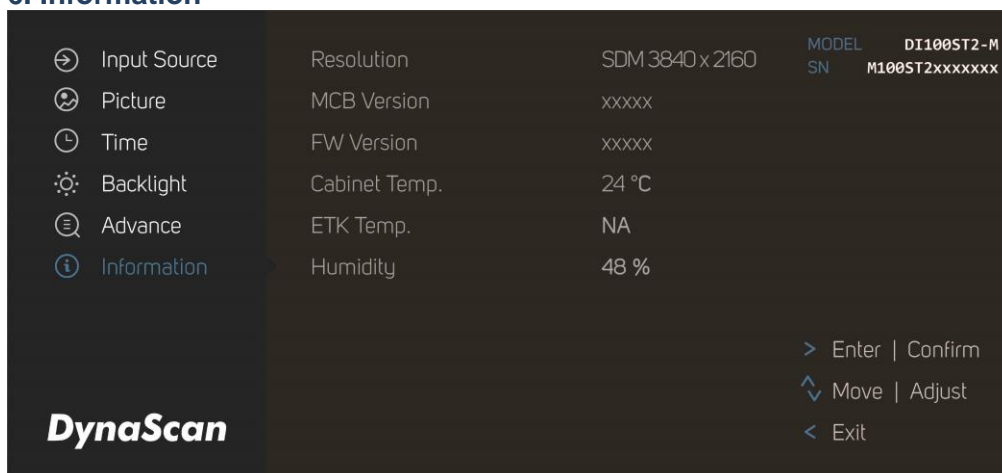 6. Information
Input Source
Picture
Time
Backlight
Advance
Information
Resolution SDM 3840 x 2160
MCB Version xxxxx
FW Version xxxxx
Cabinet Temp. 24 °C
ETK Temp. NA
Humidity 48 %
MODEL DI100ST2-M
SN M100ST2xxxxxxx
> Enter | Confirm
Move | Adjust
< Exit
DynaScan